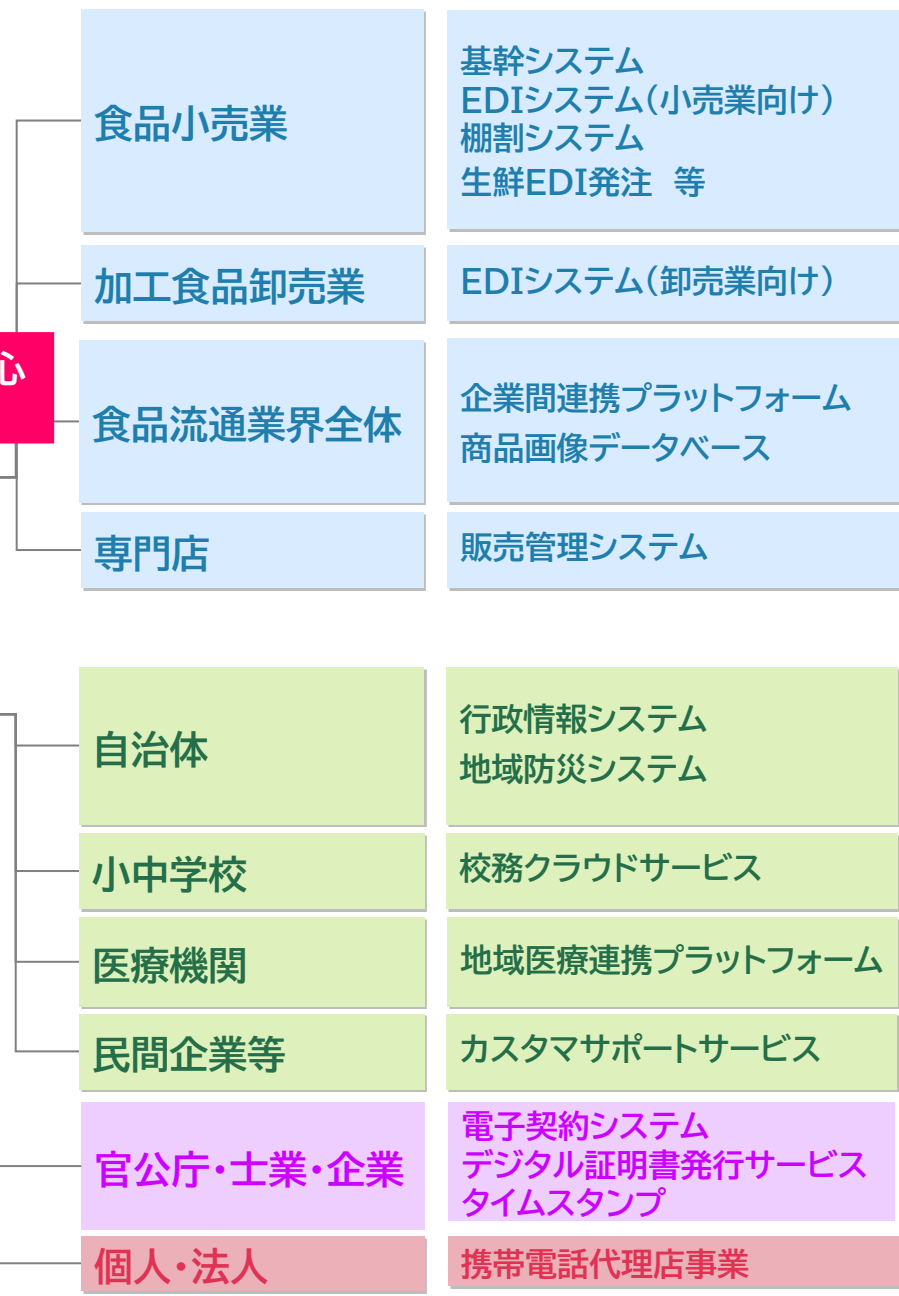 食品小売業
基幹システム
EDIシステム(小売業向け)
棚割システム
生鮮EDI発注 等
加工食品卸売業
EDIシステム(卸売業向け)
心
食品流通業界全体
企業間連携プラットフォーム
商品画像データベース
専門店
販売管理システム
自治体
行政情報システム
地域防災システム
小中学校
校務クラウドサービス
医療機関
地域医療連携プラットフォーム
民間企業等
カスタマサポートサービス
官公庁・士業・企業
電子契約システム
デジタル証明書発行サービス
タイムスタンプ
個人・法人
携帯電話代理店事業